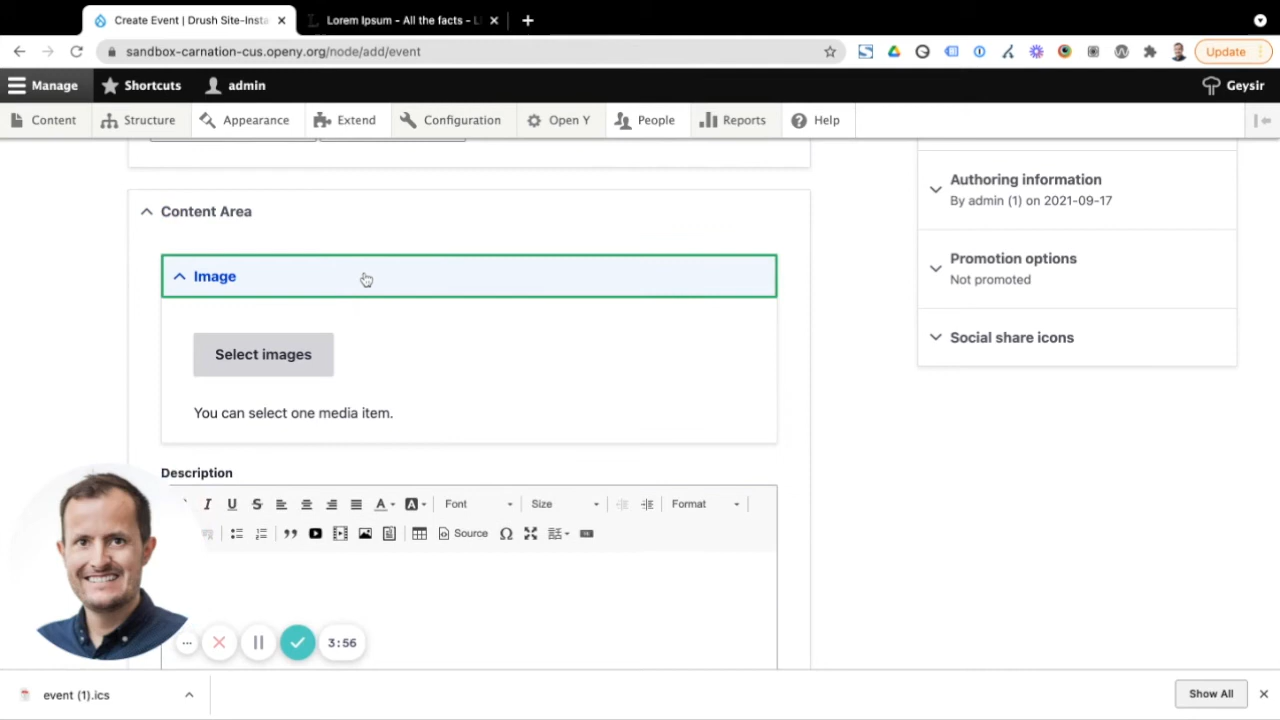 Create Event | Drush Site-Insta
Lorem Ipsum - All the facts - L
sandbox-carnation-cus.openy.org/node/add/event
Update
Manage
Shortcuts
admin
Geysir
Content
Structure
Appearance
Extend
Configuration
Open Y
People
Reports
Help
Authoring information
By admin (1) on 2021-09-17
Content Area
Promotion options
Not promoted
Image
Social share icons
Select images
You can select one media item.
Description
I U S A A Font Size Format
Source Ω
3:56
event (1).ics
Show All